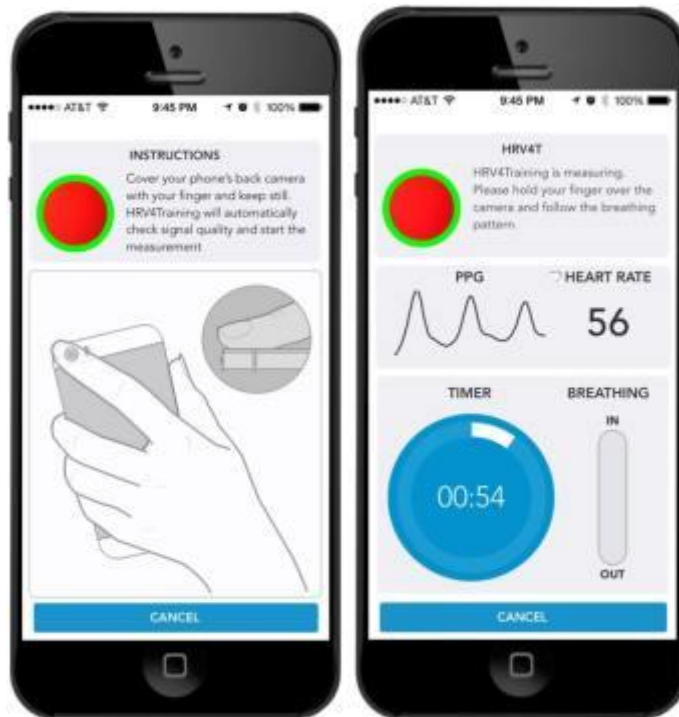 AT&T
9:45 PM
100%
INSTRUCTIONS
Cover your phone's back camera
with your finger and keep still.
HRV4Training will automatically
check signal quality and start the
measurement
CANCEL
AT&T
9:45 PM
100%
HRV4T
HRV4Training is measuring.
Please hold your finger over the
camera and follow the breathing
pattern
PPG
HEART RATE
56
TIMER
BREATHING
IN
00:54
OUT
CANCEL